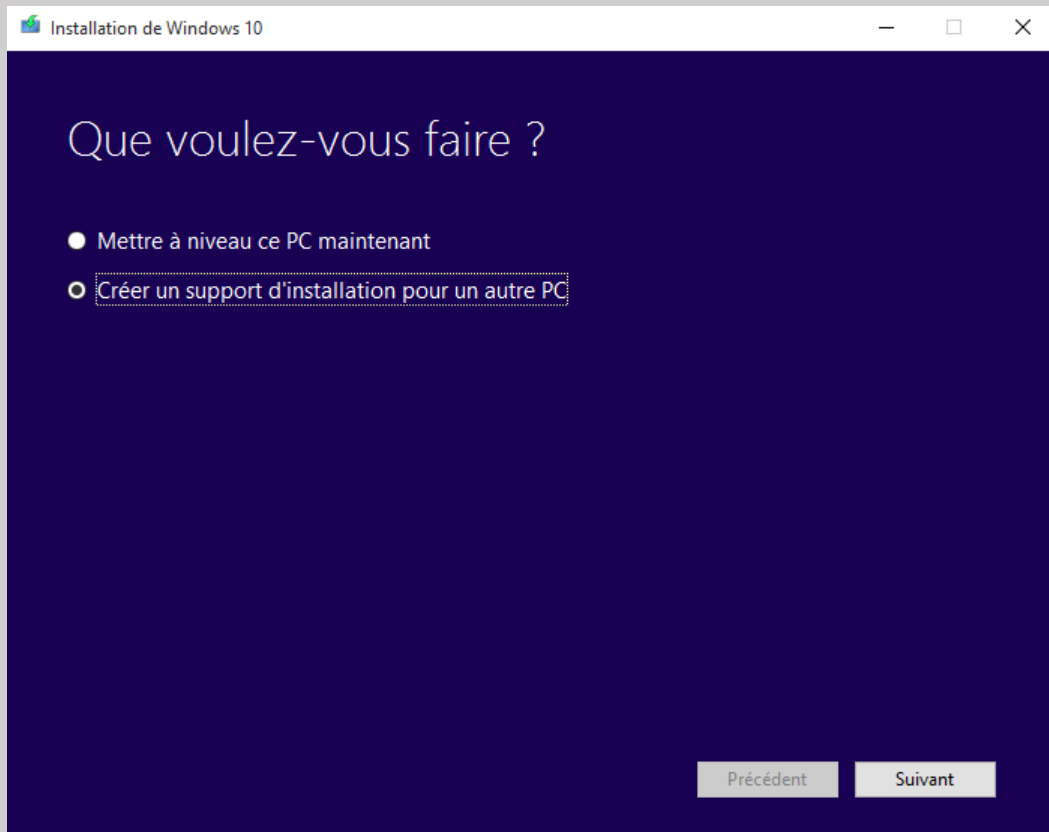 Installation de Windows 10
Que voulez-vous faire ?
Mettre à niveau ce PC maintenant
Créer un support d'installation pour un autre PC
Précédent
Suivant